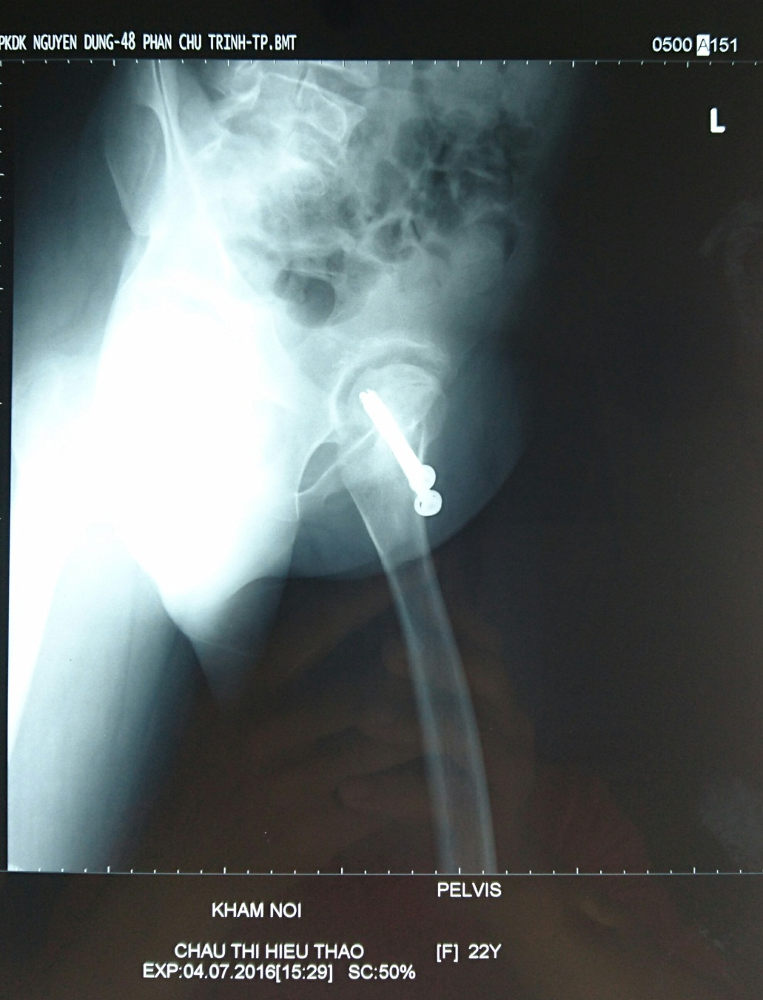 PKDK NGUYEN DUNG-48 PHAN CHU TRINH-TP.BMT
0500 A151
L
PELVIS
KHAM NOI
CHAU THI HIEU THAO [F] 22Y
EXP:04.07.2016[15:29] SC:50%